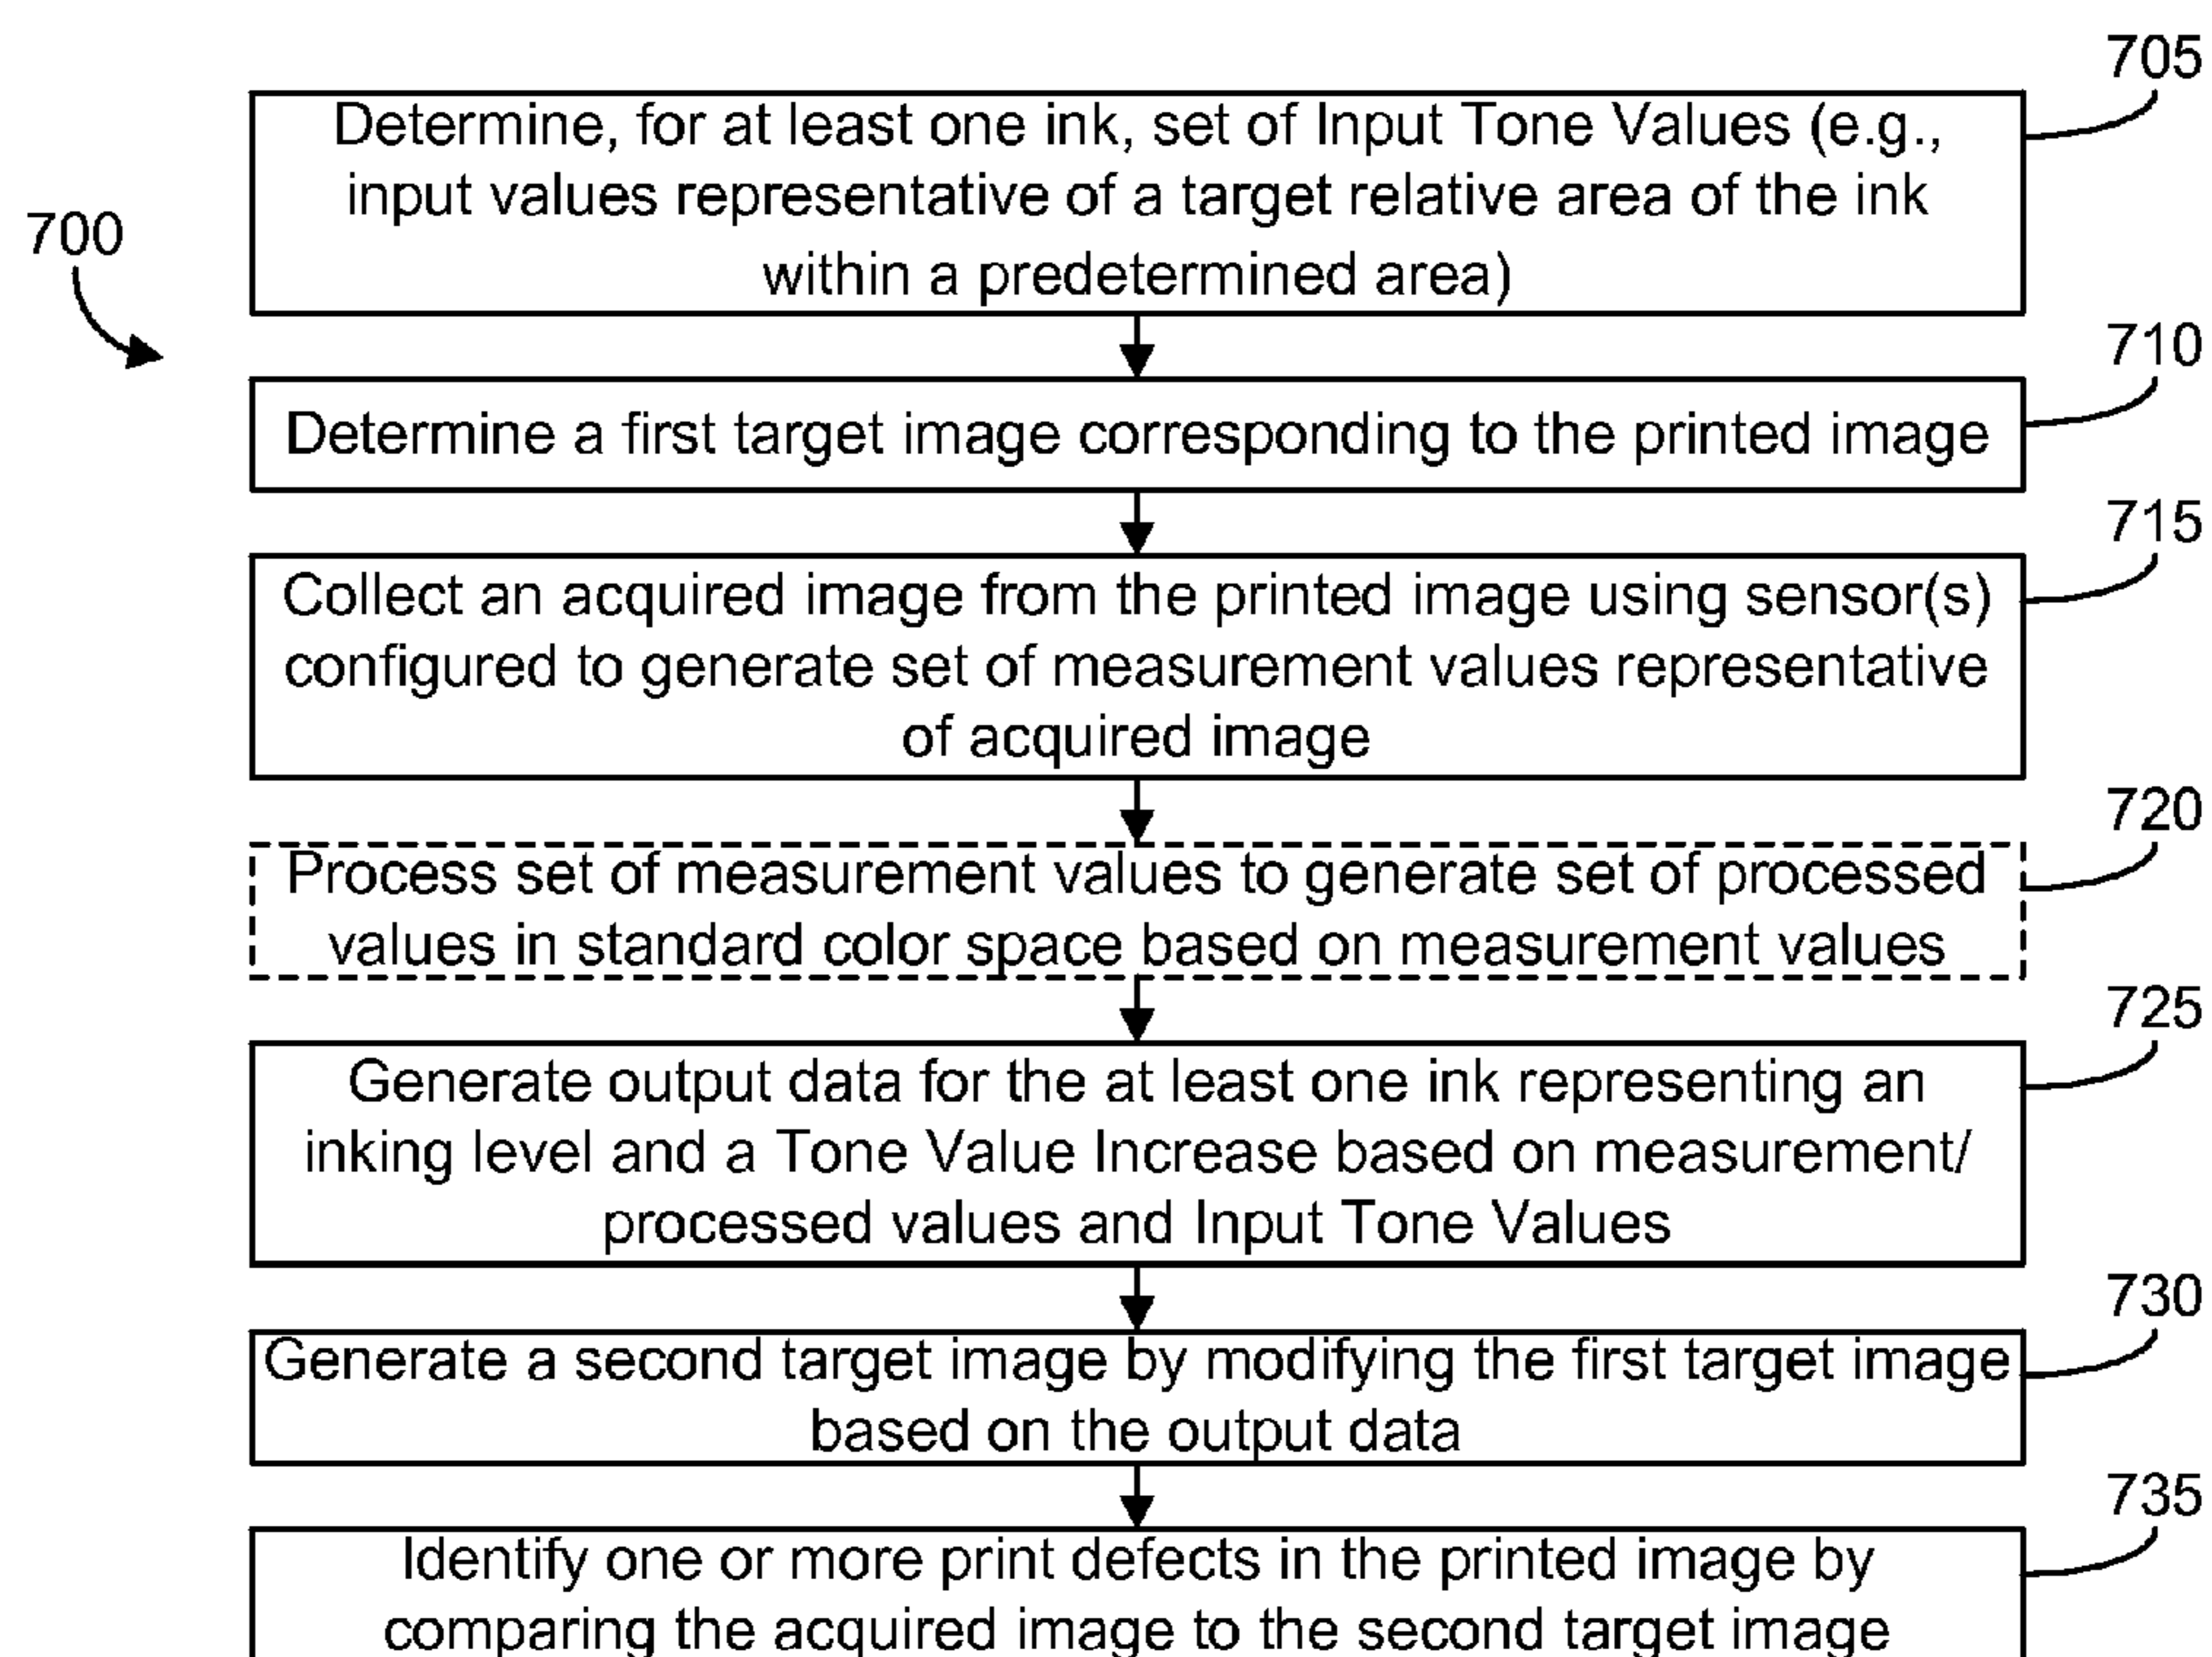 705
Determine, for at least one ink, set of Input Tone Values (e.g.,
input values representative of a target relative area of the ink
within a predetermined area)
700
710
Determine a first target image corresponding to the printed image
715
Collect an acquired image from the printed image using sensor(s)
configured to generate set of measurement values representative
of acquired image
720
Process set of measurement values to generate set of processed
values in standard color space based on measurement values
725
Generate output data for the at least one ink representing an
inking level and a Tone Value Increase based on measurement/
processed values and Input Tone Values
730
Generate a second target image by modifying the first target image
based on the output data
735
Identify one or more print defects in the printed image by
comparing the acquired image to the second target image